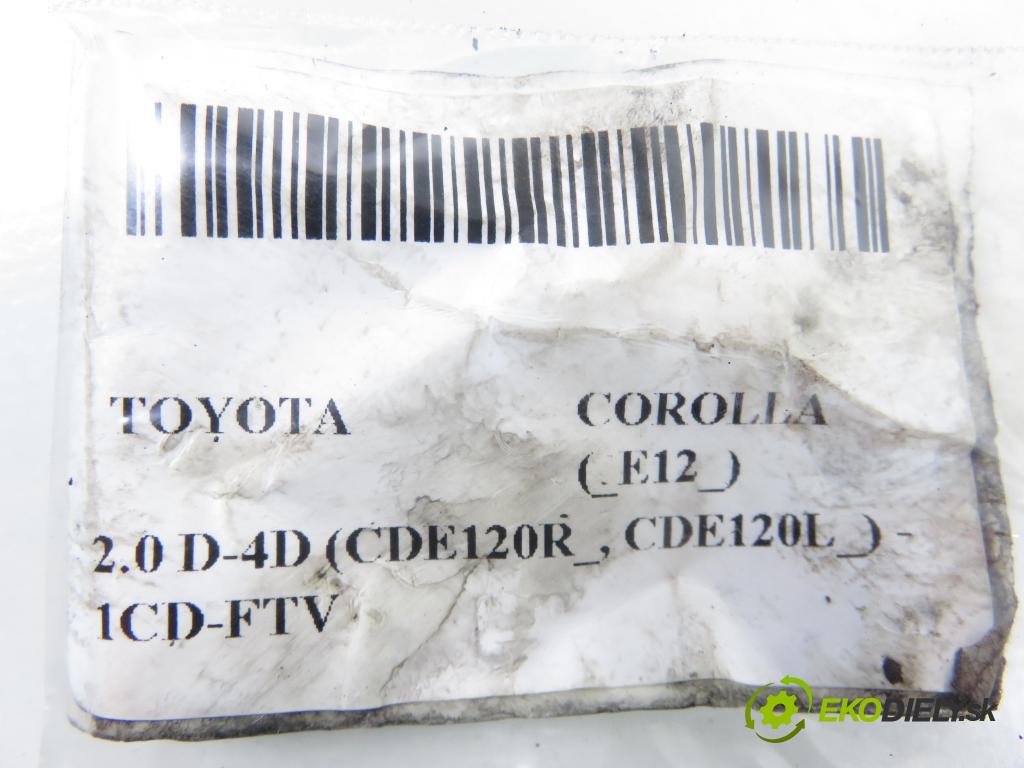 TOYOTA COROLLA
(_E12_)
2.0 D-4D (CDE120R_, CDE120L_) -
1CD-FTV
EKODIELY.sk